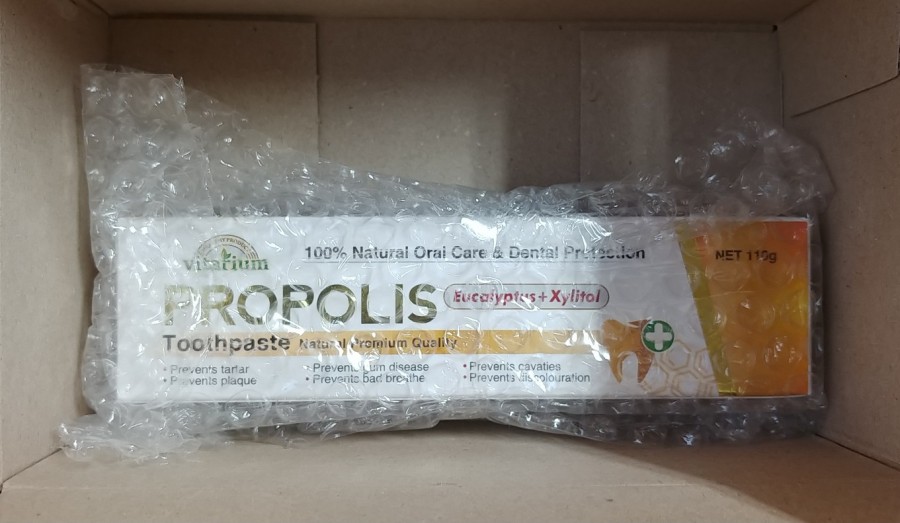 vitarium
100% Natural Oral Care & Dental Protection
NET 110g
PROPOLIS
Eucalyptus+Xylitol
Toothpaste
Natural Premium Quality
• Prevents tartar
• Prevents gum disease
• Prevents cavaties
• Prevents plaque
• Prevents bad breathe
• Prevents discolouration